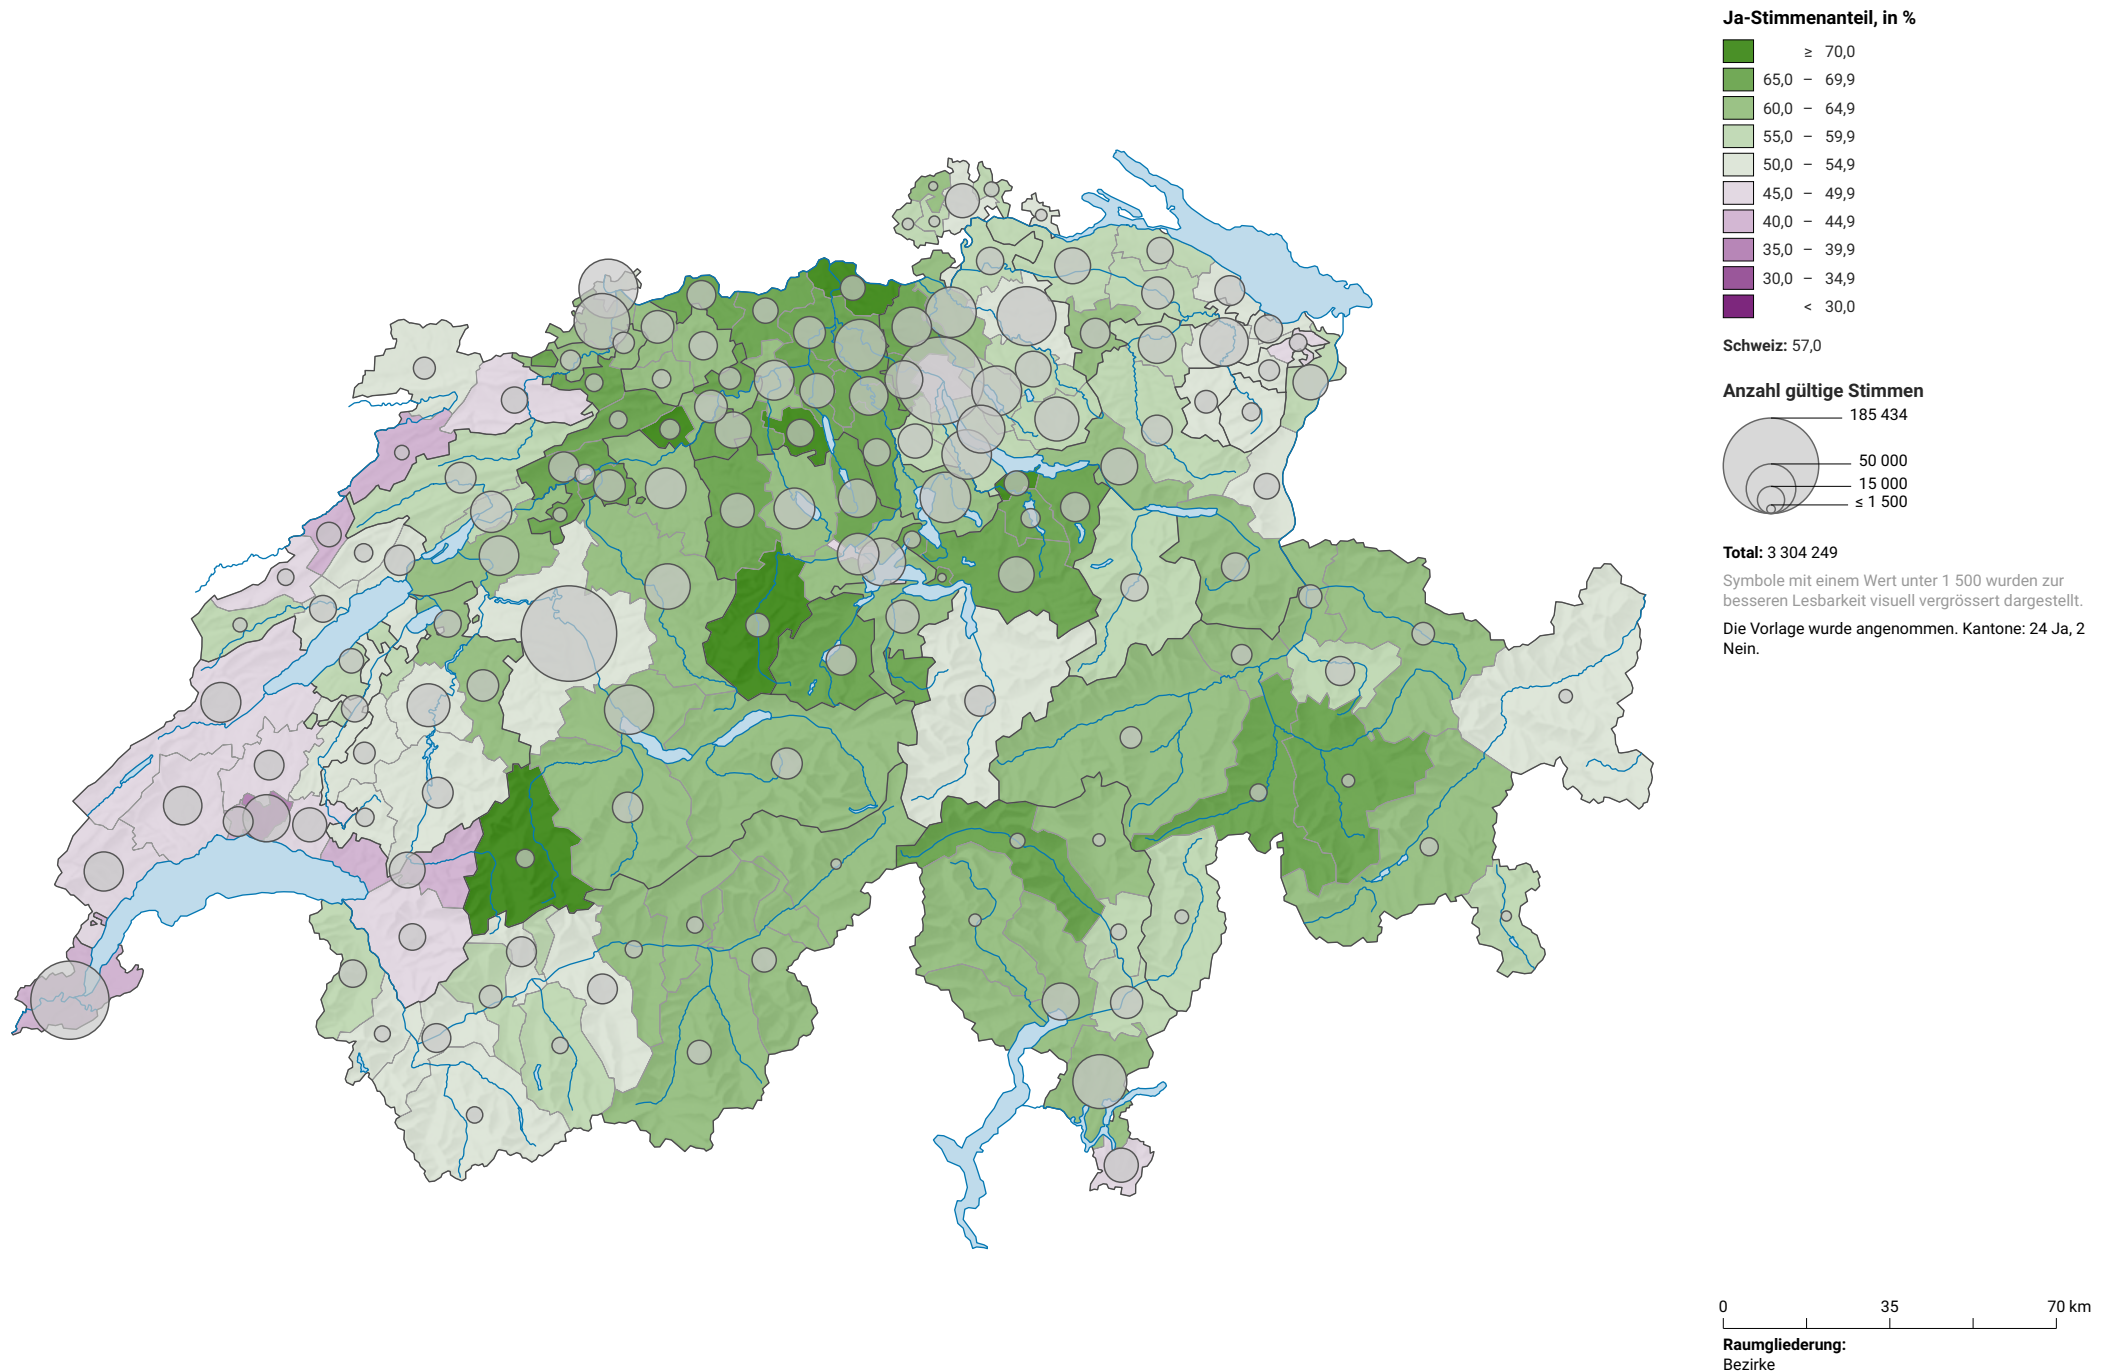 Ja-Stimmenanteil, in %
≥ 70,0
65,0 – 69,9
60,0 – 64,9
55,0 – 59,9
50,0 – 54,9
45,0 – 49,9
40,0 – 44,9
35,0 – 39,9
30,0 – 34,9
< 30,0
Schweiz: 57,0
Anzahl gültige Stimmen
185 434
50 000
15 000
≤ 1 500
Total: 3 304 249
Symbole mit einem Wert unter 1 500 wurden zur
besseren Lesbarkeit visuell vergrössert dargestellt.
Die Vorlage wurde angenommen. Kantone: 24 Ja, 2
Nein.
0 35 70 km
Raumgliederung:
Bezirke